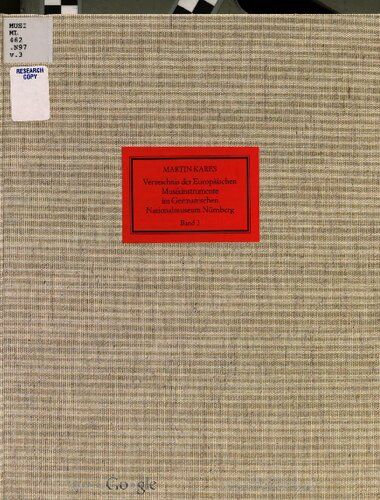 MUSI
ML
462
.N97
v.3
RESEARCH
COPY
MARTIN KARES
Verzeichnis der Europäischen
Musikinstrumente
im Germanischen
Nationalmuseum Nürnberg
Band 3
Google